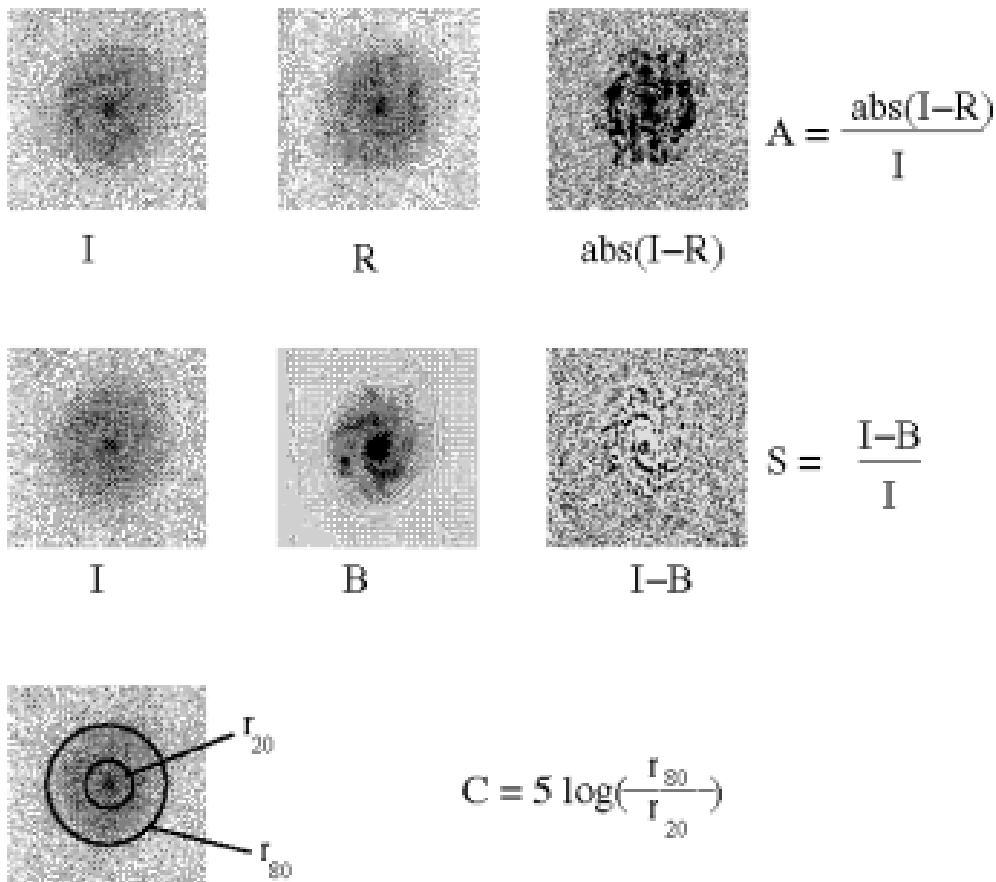 A = abs(I−R) / I
I R abs(I−R)
S = I−B / I
I B I−B
r20
C = 5 log(r80 / r20)
r80